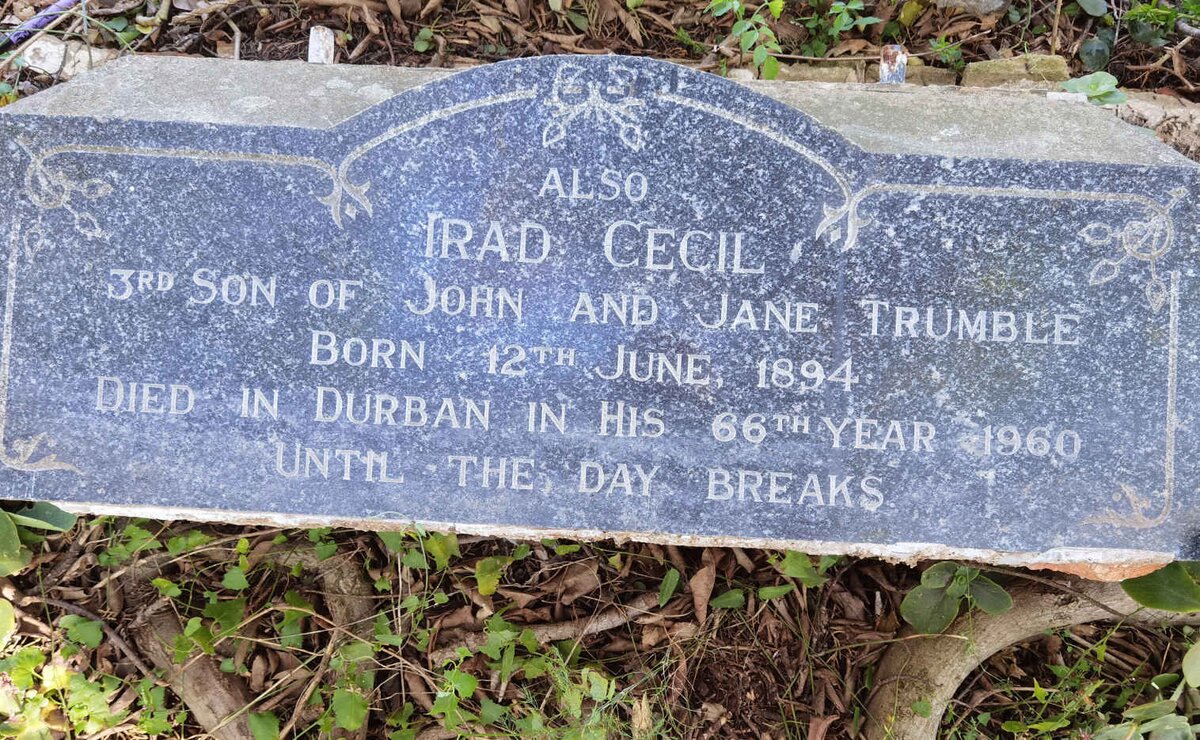 ALSO
IRAD CECIL
3RD SON OF JOHN AND JANE TRUMBLE
BORN 12TH JUNE, 1894
DIED IN DURBAN IN HIS 66TH YEAR 1960
UNTIL THE DAY BREAKS